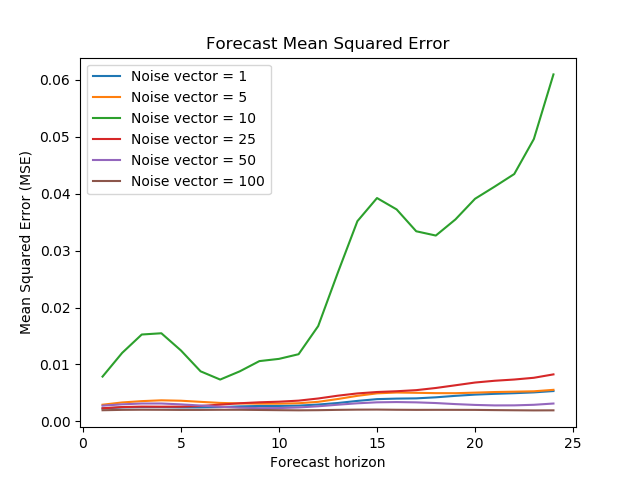 Forecast Mean Squared Error
Noise vector = 1
Noise vector = 5
Noise vector = 10
Noise vector = 25
Noise vector = 50
Noise vector = 100
Mean Squared Error (MSE)
0.06
0.05
0.04
0.03
0.02
0.01
0.00
0 5 10 15 20 25
Forecast horizon